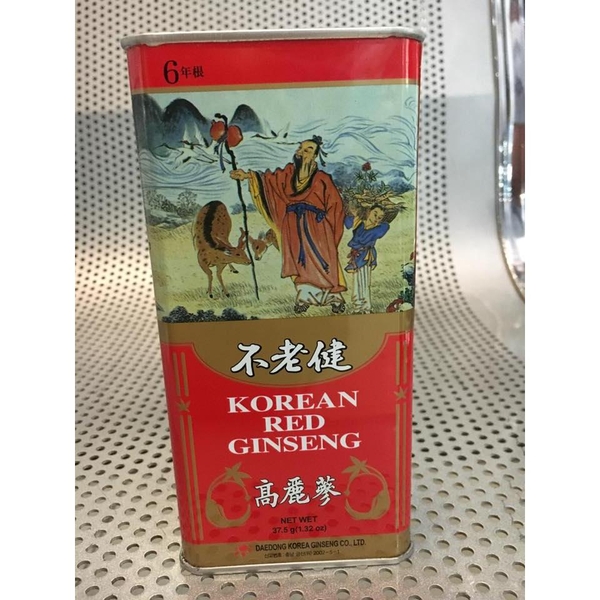 6年根
不老健
KOREAN
RED
GINSENG
高麗蔘
NET WET
37.5 g(1.32 oz)
DAEDONG KOREA GINSENG CO., LTD.